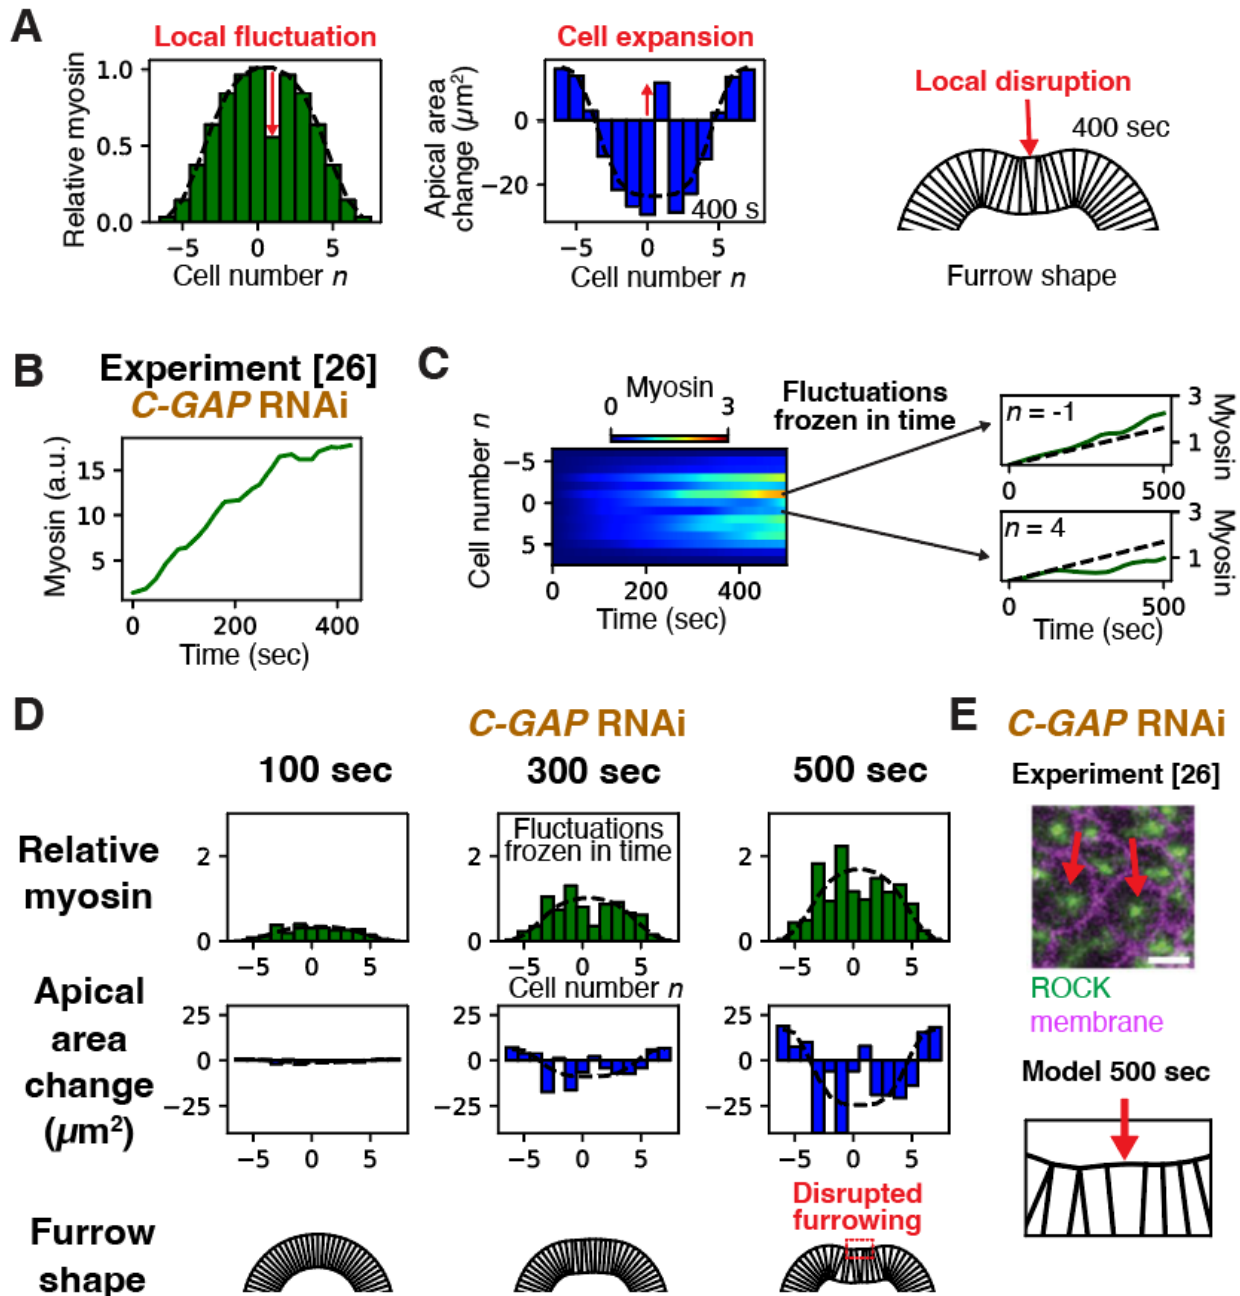 A
Local fluctuation
Relative myosin
1.0
0.5
0.0
−5
0
5
Cell number n
Cell expansion
Apical area
change (μm²)
0
−20
400 s
−5
0
5
Cell number n
Local disruption
400 sec
Furrow shape
B
Experiment [26]
C-GAP RNAi
Myosin (a.u.)
15
10
5
0
200
400
Time (sec)
C
Myosin
0
3
Cell number n
−5
0
5
0
200
400
Time (sec)
Fluctuations
frozen in time
n = -1
3
1
Myosin
0
500
n = 4
3
1
Myosin
0
500
Time (sec)
D
C-GAP RNAi
100 sec
300 sec
500 sec
Relative
myosin
2
0
−5
0
5
Fluctuations
frozen in time
2
0
−5
0
5
Cell number n
2
0
−5
0
5
Apical
area
change
(μm²)
25
0
−25
−5
0
5
25
0
−25
−5
0
5
25
0
−25
−5
0
5
Furrow
shape
Disrupted
furrowing
E
C-GAP RNAi
Experiment [26]
ROCK
membrane
Model 500 sec